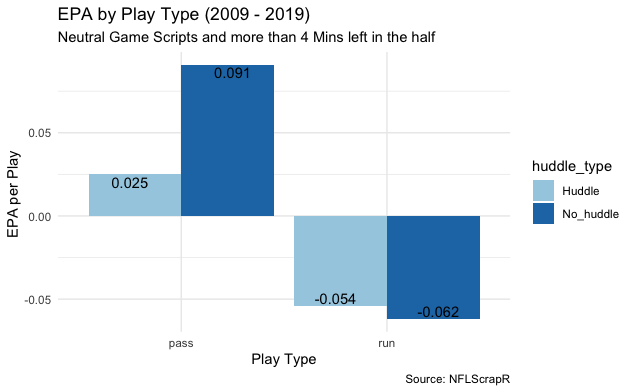 EPA by Play Type (2009 - 2019)
Neutral Game Scripts and more than 4 Mins left in the half
EPA per Play
0.05
0.00
-0.05
0.025
0.091
-0.054
-0.062
pass
run
Play Type
huddle_type
Huddle
No_huddle
Source: NFLScrapR